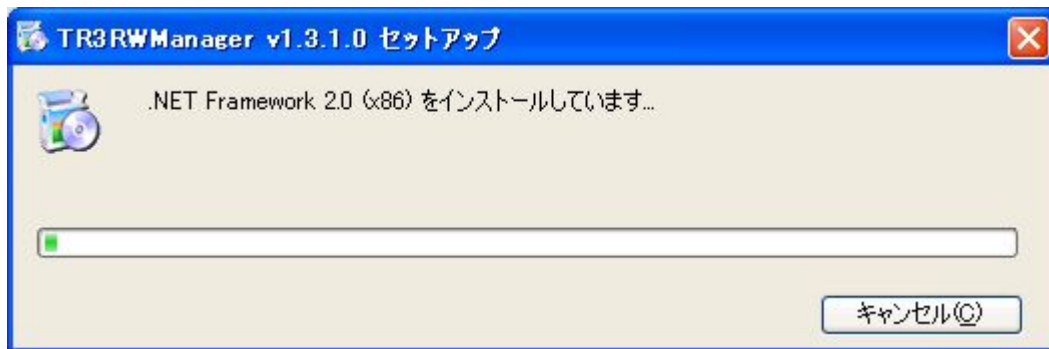 TR3RWManager v1.3.1.0 セットアップ
.NET Framework 2.0 (x86) をインストールしています...
キャンセル(C)